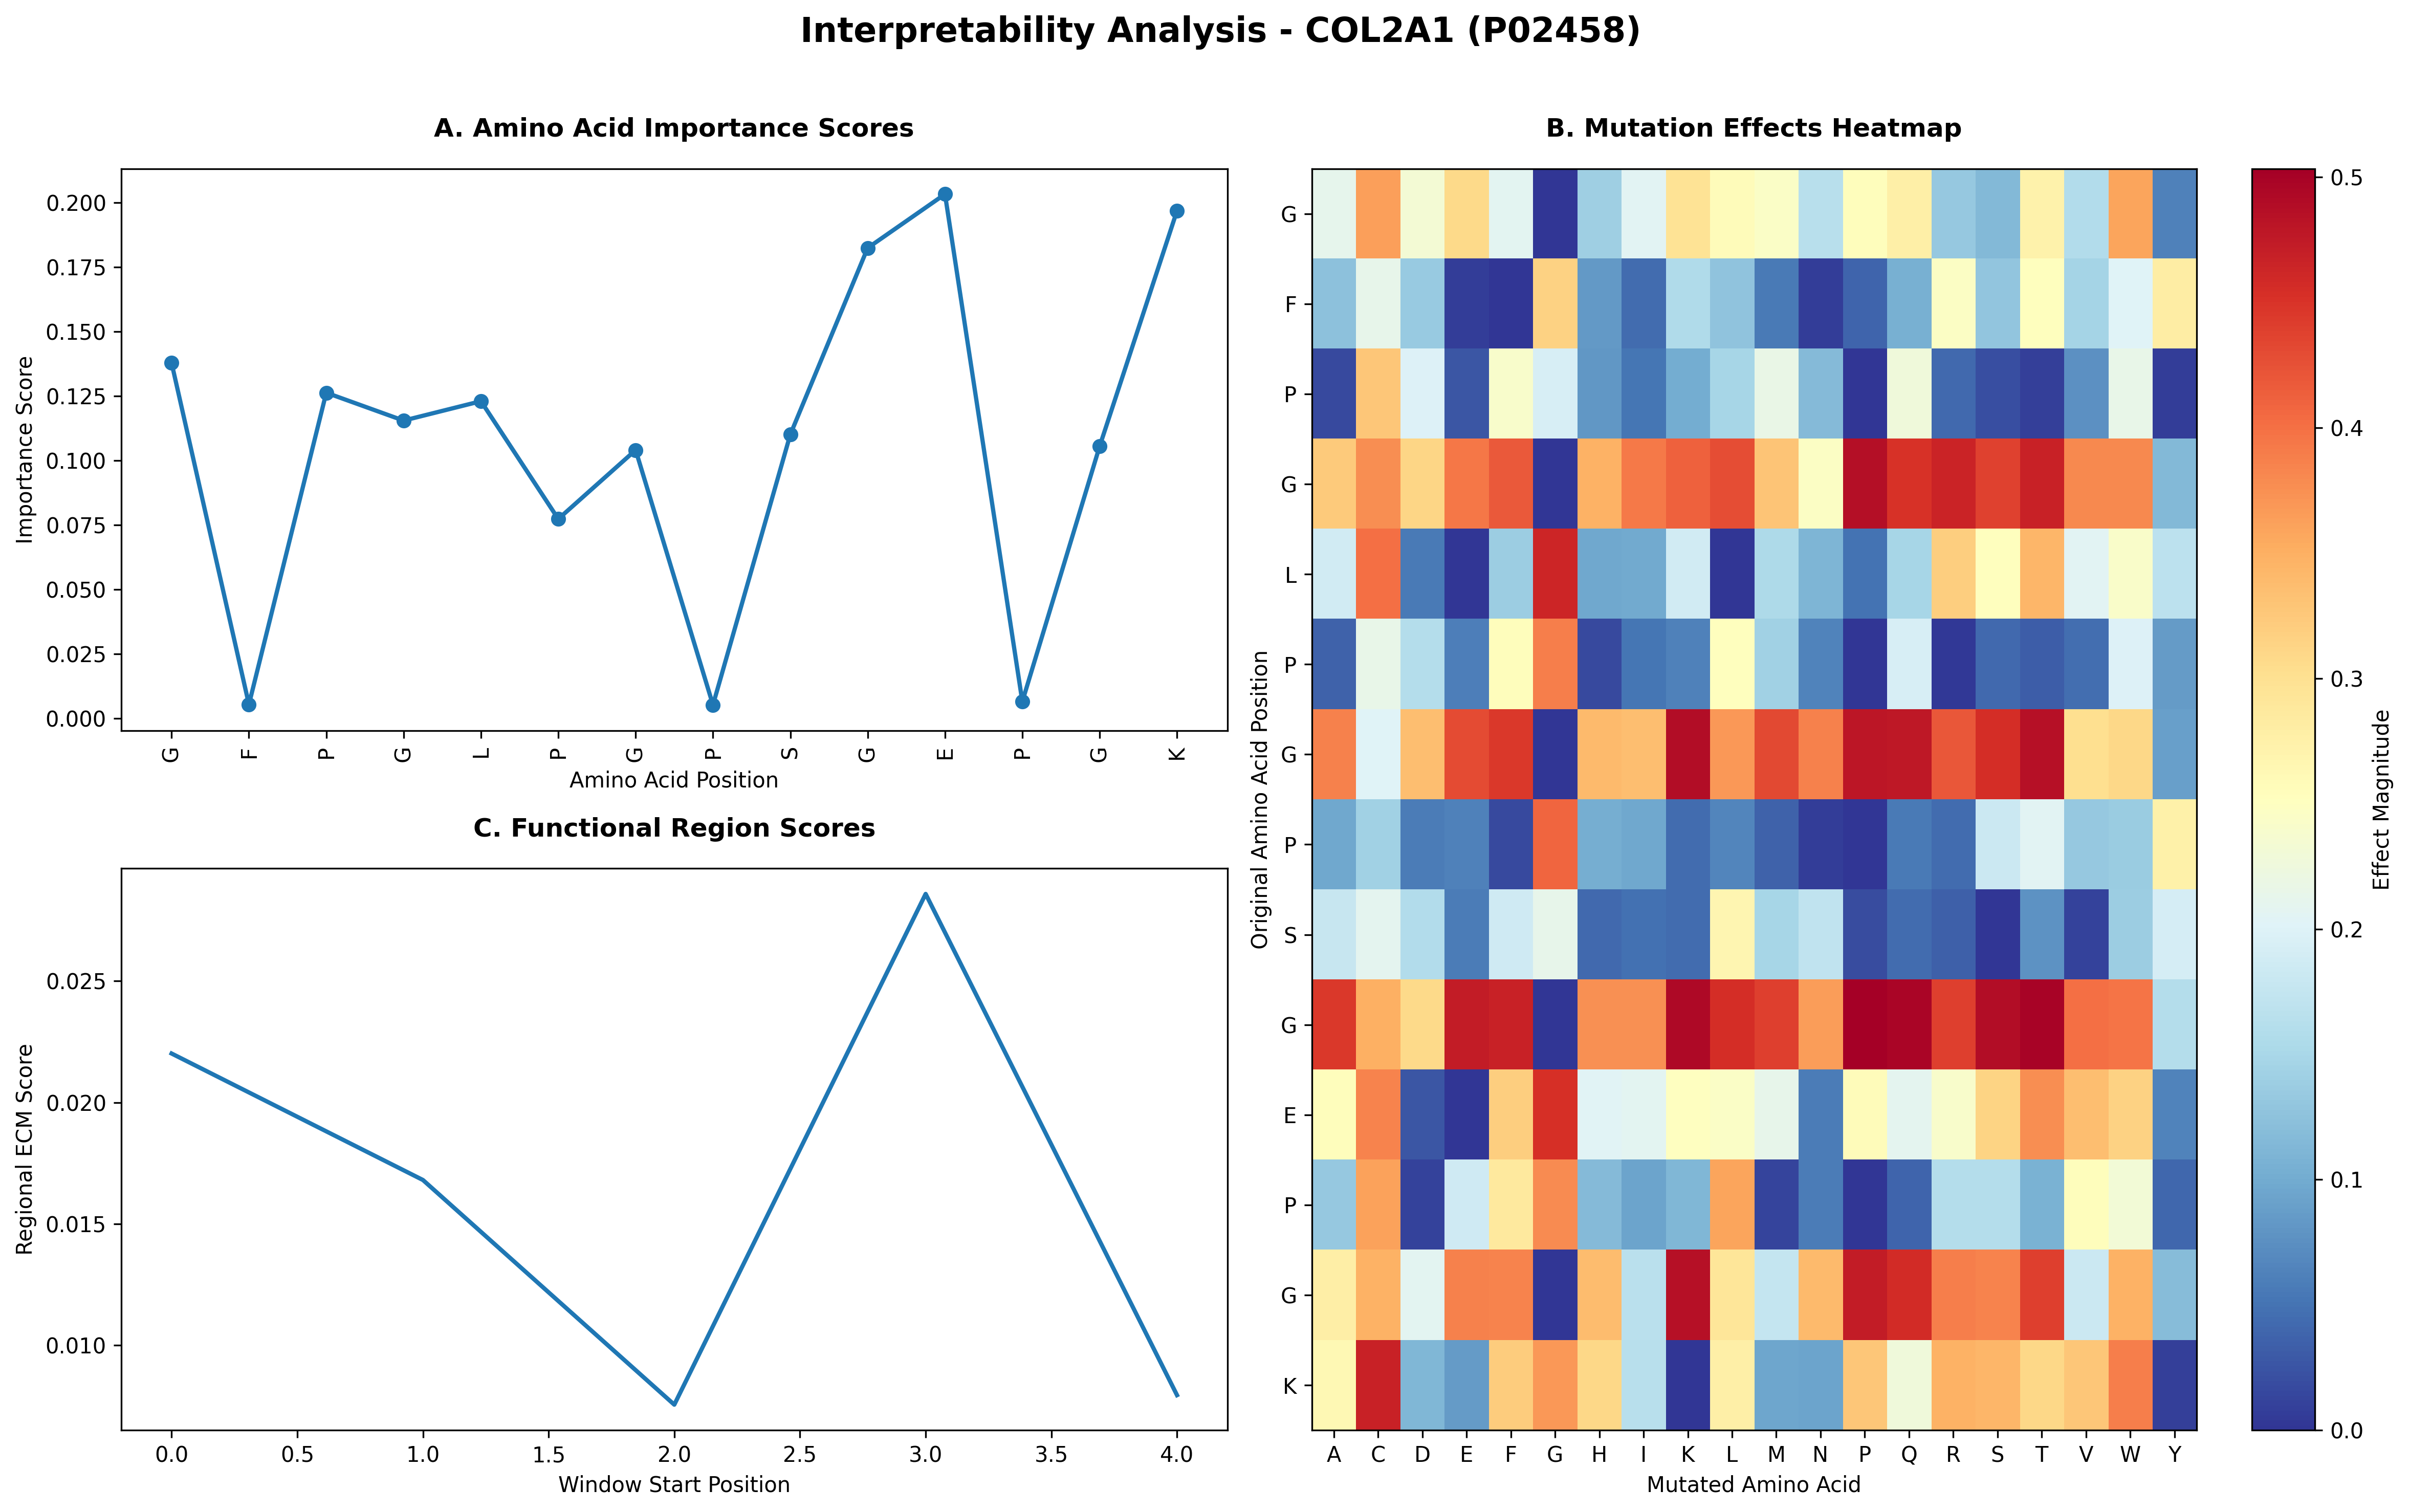 Interpretability Analysis - COL2A1 (P02458)
A. Amino Acid Importance Scores
Importance Score
0.200
0.175
0.150
0.125
0.100
0.075
0.050
0.025
0.000
G F P G L P G P S G E P G K
Amino Acid Position
B. Mutation Effects Heatmap
Original Amino Acid Position
G
F
P
G
L
P
G
P
S
G
E
P
G
K
A C D E F G H I K L M N P Q R S T V W Y
Mutated Amino Acid
0.5
0.4
0.3
0.2
0.1
0.0
Effect Magnitude
C. Functional Region Scores
Regional ECM Score
0.025
0.020
0.015
0.010
0.0 0.5 1.0 1.5 2.0 2.5 3.0 3.5 4.0
Window Start Position